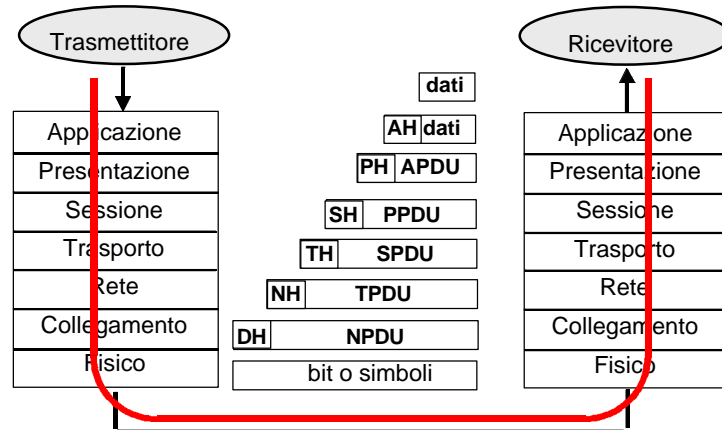 Trasmettitore
Ricevitore
dati
Applicazione
AH dati
Applicazione
Presentazione
PH APDU
Presentazione
Sessione
SH PPDU
Sessione
Trasporto
TH SPDU
Trasporto
Rete
NH TPDU
Rete
Collegamento
DH NPDU
Collegamento
Fisico
bit o simboli
Fisico